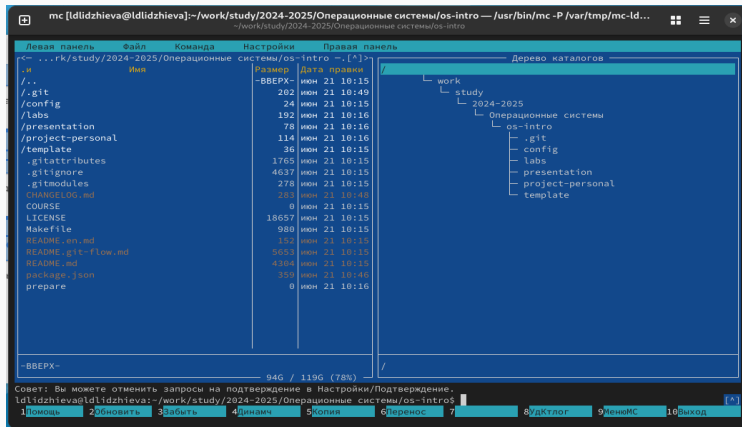 mc [ldlidzhieva@ldlidzhieva]:~/work/study/2024-2025/Операционные системы/os-intro — /usr/bin/mc -P /var/tmp/mc-ld...
~/work/study/2024-2025/Операционные системы/os-intro
Левая панель Файл Команда Настройки Правая панель
<— ...rk/study/2024-2025/Операционные системы/os-intro —.[^]>
.и Имя Размер Дата правки
/.. -ВВЕРХ- июн 21 10:15
/.git 202 июн 21 10:49
/config 24 июн 21 10:15
/labs 192 июн 21 10:16
/presentation 78 июн 21 10:16
/project-personal 114 июн 21 10:16
/template 36 июн 21 10:15
.gitattributes 1765 июн 21 10:15
.gitignore 4637 июн 21 10:15
.gitmodules 278 июн 21 10:15
CHANGELOG.md 283 июн 21 10:46
COURSE 0 июн 21 10:15
LICENSE 18657 июн 21 10:15
Makefile 980 июн 21 10:15
README.en.md 152 июн 21 10:15
README.git-flow.md 5653 июн 21 10:15
README.md 4304 июн 21 10:15
package.json 359 июн 21 10:46
prepare 0 июн 21 10:16
-ВВЕРХ-
94G / 119G (78%)
Дерево каталогов
/
work
study
2024-2025
Операционные системы
os-intro
.git
config
labs
presentation
project-personal
template
/
Совет: Вы можете отменить запросы на подтверждение в Настройки/Подтверждение.
ldlidzhieva@ldlidzhieva:~/work/study/2024-2025/Операционные системы/os-intro$ [^]
1Помощь 2Обновить 3Забыть 4Динамч 5Копия 6Перенос 7 8УдКтлог 9МенюMC 10Выход